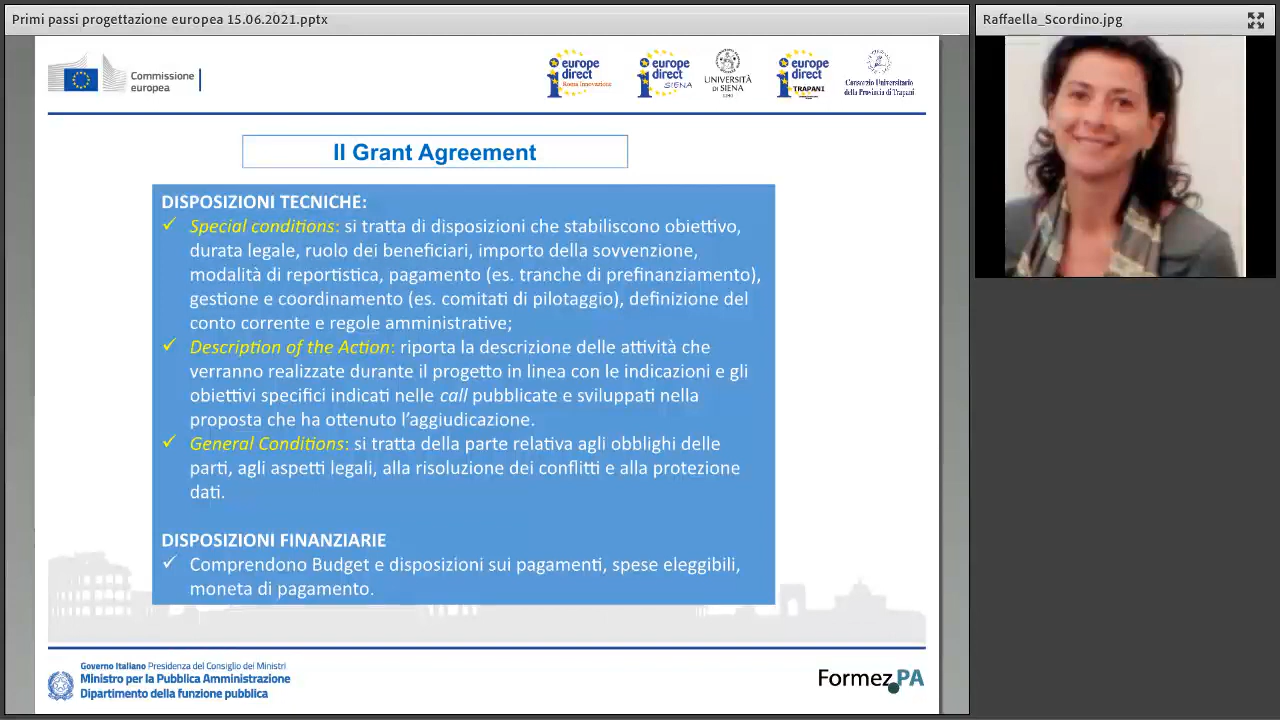 Primi passi progettazione europea 15.06.2021.pptx
Raffaella_Scordino.jpg
Commissione
europea
europe
direct
Roma Innovazione
europe
direct
SIENA
UNIVERSITÀ
DI SIENA
1240
europe
direct
TRAPANI
Consorzio Universitario
della Provincia di Trapani
Il Grant Agreement
DISPOSIZIONI TECNICHE:
✓ Special conditions: si tratta di disposizioni che stabiliscono obiettivo,
durata legale, ruolo dei beneficiari, importo della sovvenzione,
modalità di reportistica, pagamento (es. tranche di prefinanziamento),
gestione e coordinamento (es. comitati di pilotaggio), definizione del
conto corrente e regole amministrative;
✓ Description of the Action: riporta la descrizione delle attività che
verranno realizzate durante il progetto in linea con le indicazioni e gli
obiettivi specifici indicati nelle call pubblicate e sviluppati nella
proposta che ha ottenuto l’aggiudicazione.
✓ General Conditions: si tratta della parte relativa agli obblighi delle
parti, agli aspetti legali, alla risoluzione dei conflitti e alla protezione
dati.
DISPOSIZIONI FINANZIARIE
✓ Comprendono Budget e disposizioni sui pagamenti, spese eleggibili,
moneta di pagamento.
Governo Italiano Presidenza del Consiglio dei Ministri
Ministro per la Pubblica Amministrazione
Dipartimento della funzione pubblica
Formez PA